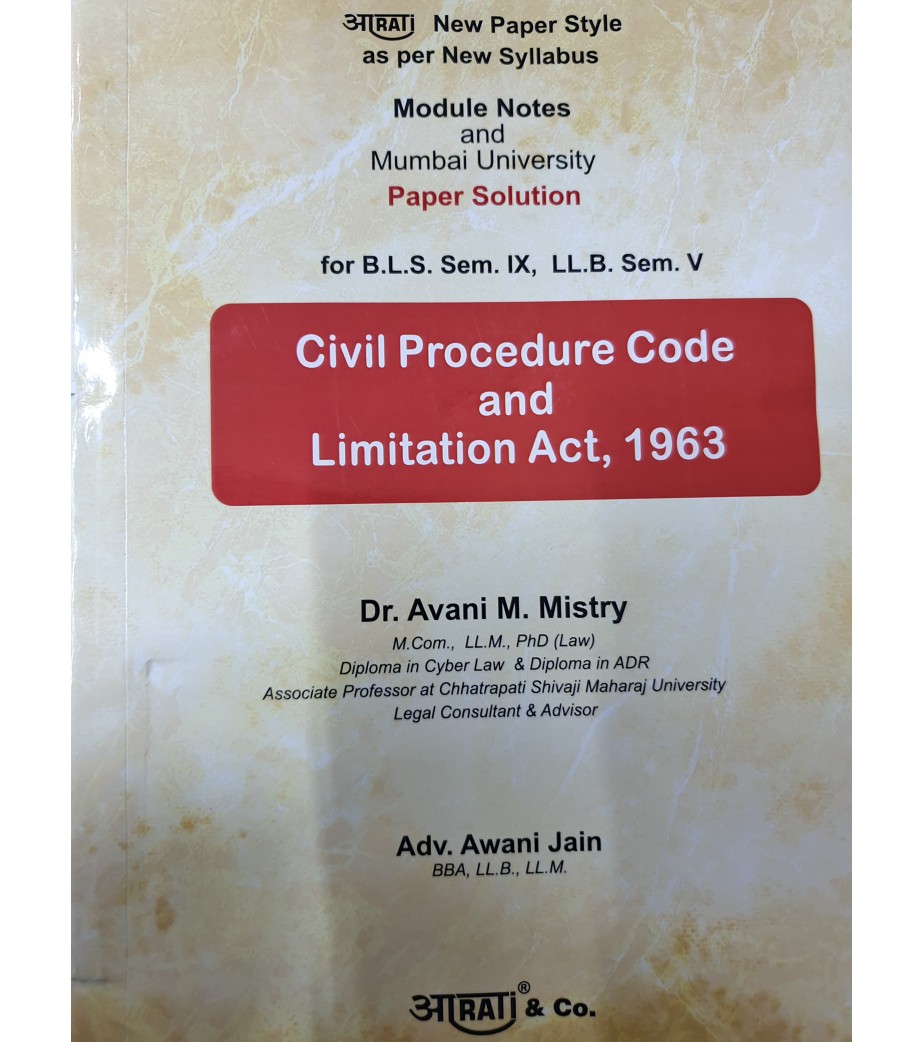 आRATI New Paper Style
as per New Syllabus
Module Notes
and
Mumbai University
Paper Solution
for B.L.S. Sem. IX, LL.B. Sem. V
Civil Procedure Code
and
Limitation Act, 1963
Dr. Avani M. Mistry
M.Com., LL.M., PhD (Law)
Diploma in Cyber Law & Diploma in ADR
Associate Professor at Chhatrapati Shivaji Maharaj University
Legal Consultant & Advisor
Adv. Awani Jain
BBA, LL.B., LL.M.
आRATI® & Co.